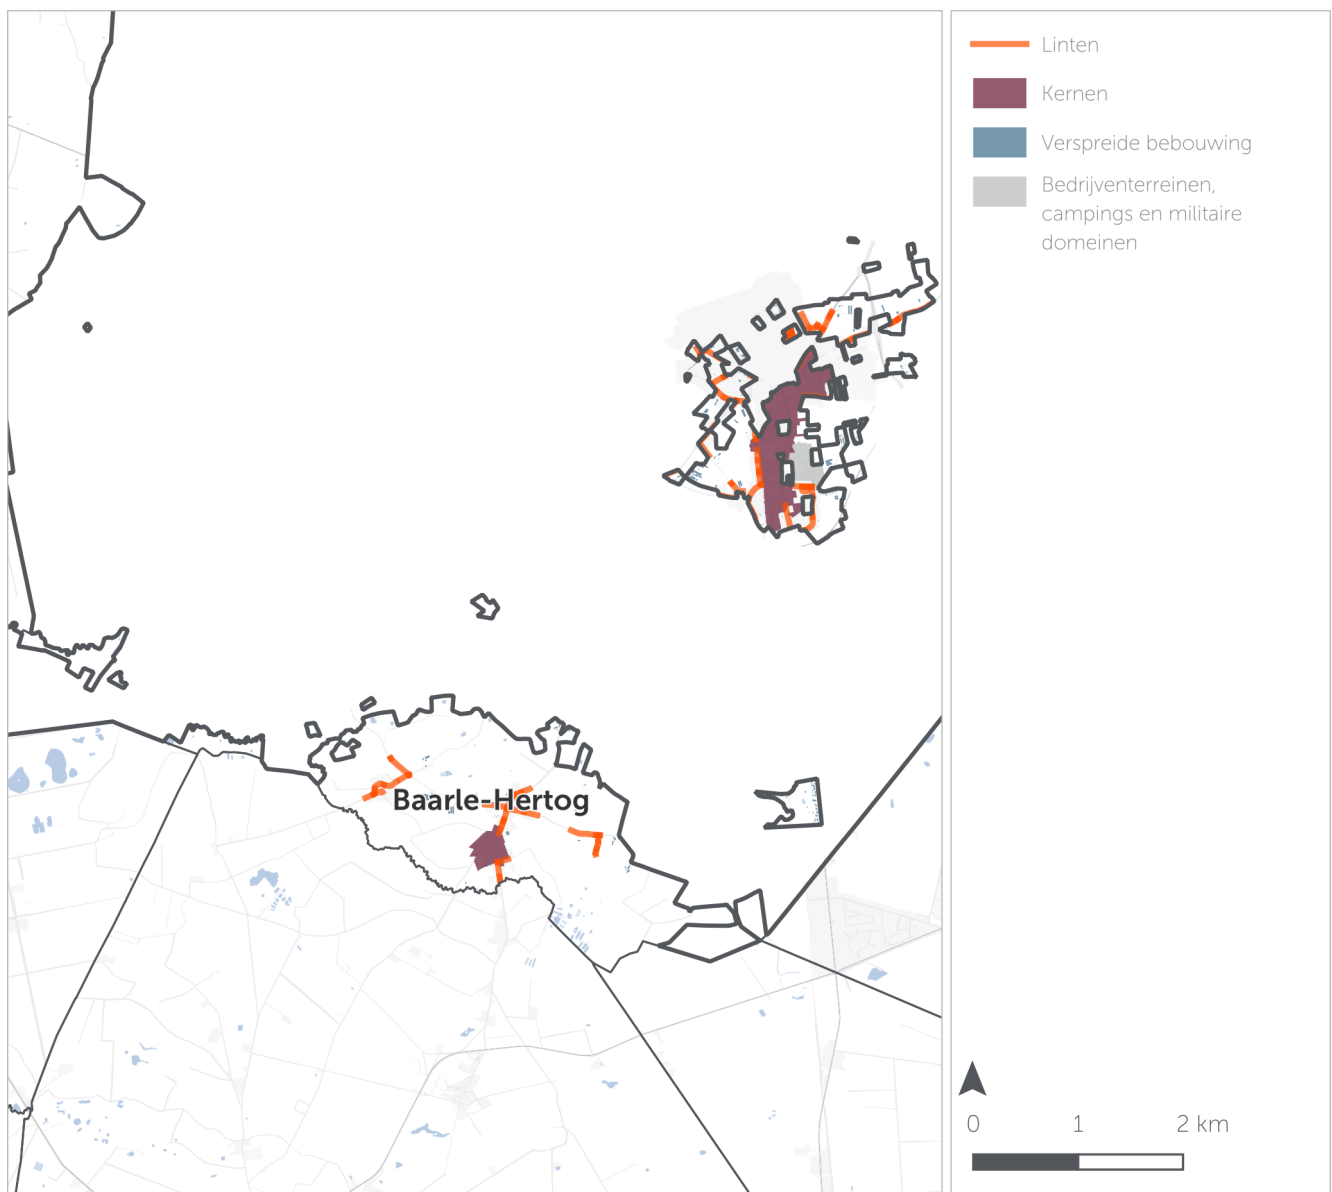 Linten
Kernen
Verspreide bebouwing
Bedrijventerreinen,
campings en militaire
domeinen
Baarle-Hertog
0 1 2 km